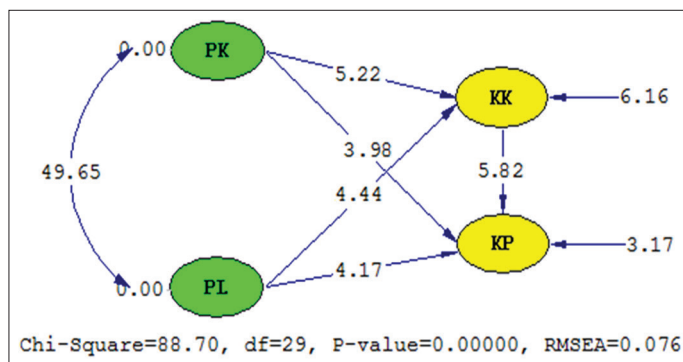 0.00 PK
5.22
KK
6.16
3.98
49.65
5.82
4.44
KP
3.17
4.17
0.00 PL
Chi-Square=88.70, df=29, P-value=0.00000, RMSEA=0.076